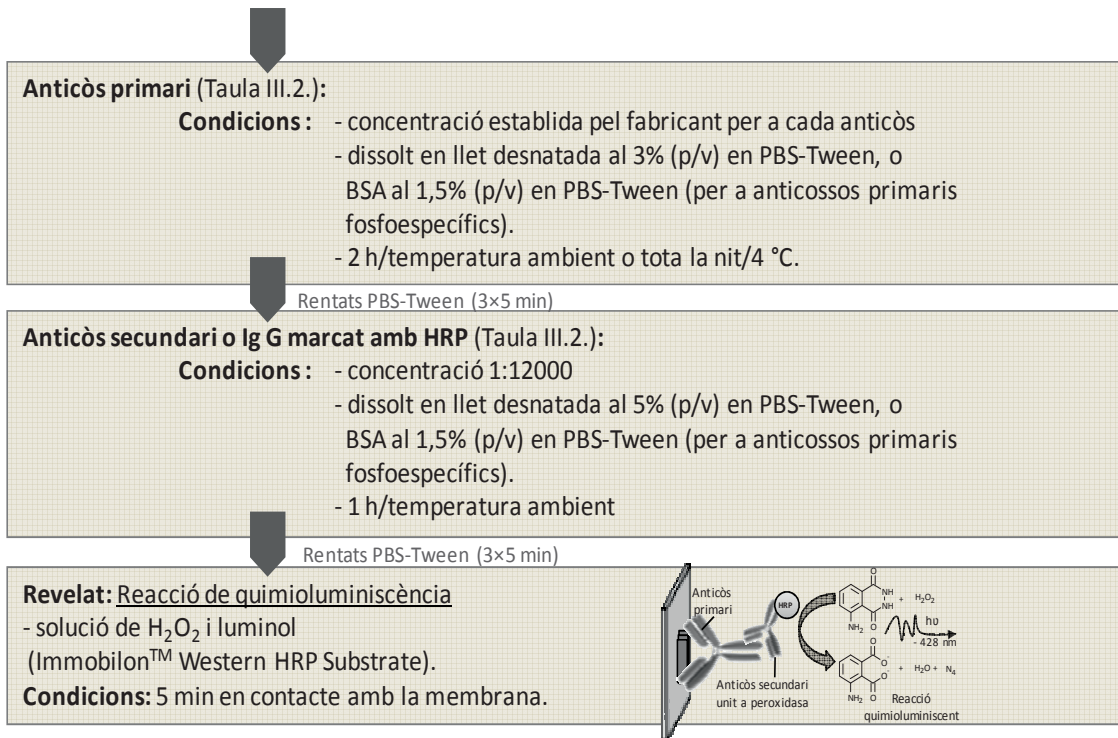 Anticòs primari (Taula III.2.):
Condicions : - concentració establida pel fabricant per a cada anticòs
- dissolt en llet desnatada al 3% (p/v) en PBS-Tween, o
BSA al 1,5% (p/v) en PBS-Tween (per a anticossos primaris
fosfoespecífics).
- 2 h/temperatura ambient o tota la nit/4 °C.
Rentats PBS-Tween (3×5 min)
Anticòs secundari o Ig G marcat amb HRP (Taula III.2.):
Condicions : - concentració 1:12000
- dissolt en llet desnatada al 5% (p/v) en PBS-Tween, o
BSA al 1,5% (p/v) en PBS-Tween (per a anticossos primaris
fosfoespecífics).
- 1 h/temperatura ambient
Rentats PBS-Tween (3×5 min)
Revelat: Reacció de quimioluminiscència
- solució de H₂O₂ i luminol
(Immobilon™ Western HRP Substrate).
Condicions: 5 min en contacte amb la membrana.
Anticòs
primari
HRP
O
NH
NH
O
NH₂
+ H₂O₂
hυ
- 428 nm
O
O⁻
O⁻
O
NH₂
+ H₂O + N₄
Anticòs secundari
unit a peroxidasa
Reacció
quimioluminiscent